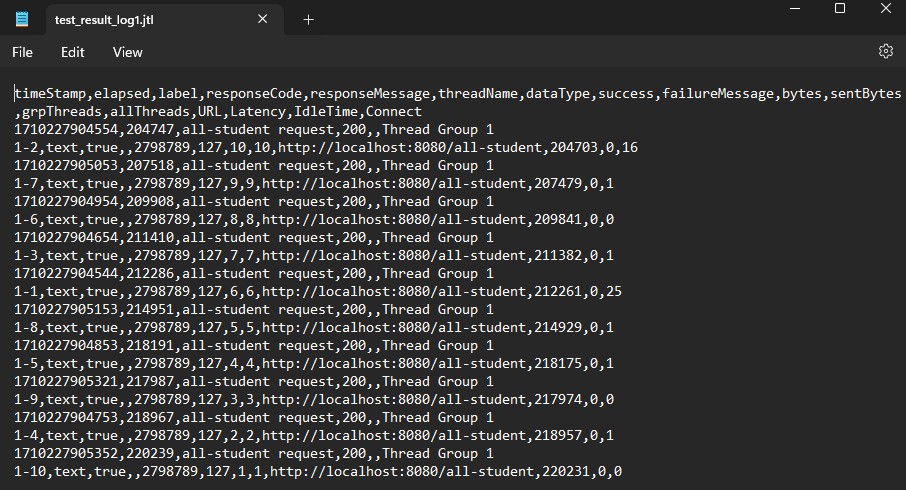 test_result_log1.jtl
File Edit View
timeStamp,elapsed,label,responseCode,responseMessage,threadName,dataType,success,failureMessage,bytes,sentBytes
,grpThreads,allThreads,URL,Latency,IdleTime,Connect
1710227904554,204747,all-student request,200,,Thread Group 1
1-2,text,true,,2798789,127,10,10,http://localhost:8080/all-student,204703,0,16
1710227905053,207518,all-student request,200,,Thread Group 1
1-7,text,true,,2798789,127,9,9,http://localhost:8080/all-student,207479,0,1
1710227904954,209908,all-student request,200,,Thread Group 1
1-6,text,true,,2798789,127,8,8,http://localhost:8080/all-student,209841,0,0
1710227904654,211410,all-student request,200,,Thread Group 1
1-3,text,true,,2798789,127,7,7,http://localhost:8080/all-student,211382,0,1
1710227904544,212286,all-student request,200,,Thread Group 1
1-1,text,true,,2798789,127,6,6,http://localhost:8080/all-student,212261,0,25
1710227905153,214951,all-student request,200,,Thread Group 1
1-8,text,true,,2798789,127,5,5,http://localhost:8080/all-student,214929,0,1
1710227904853,218191,all-student request,200,,Thread Group 1
1-5,text,true,,2798789,127,4,4,http://localhost:8080/all-student,218175,0,1
1710227905321,217987,all-student request,200,,Thread Group 1
1-9,text,true,,2798789,127,3,3,http://localhost:8080/all-student,217974,0,0
1710227904753,218967,all-student request,200,,Thread Group 1
1-4,text,true,,2798789,127,2,2,http://localhost:8080/all-student,218957,0,1
1710227905352,220239,all-student request,200,,Thread Group 1
1-10,text,true,,2798789,127,1,1,http://localhost:8080/all-student,220231,0,0